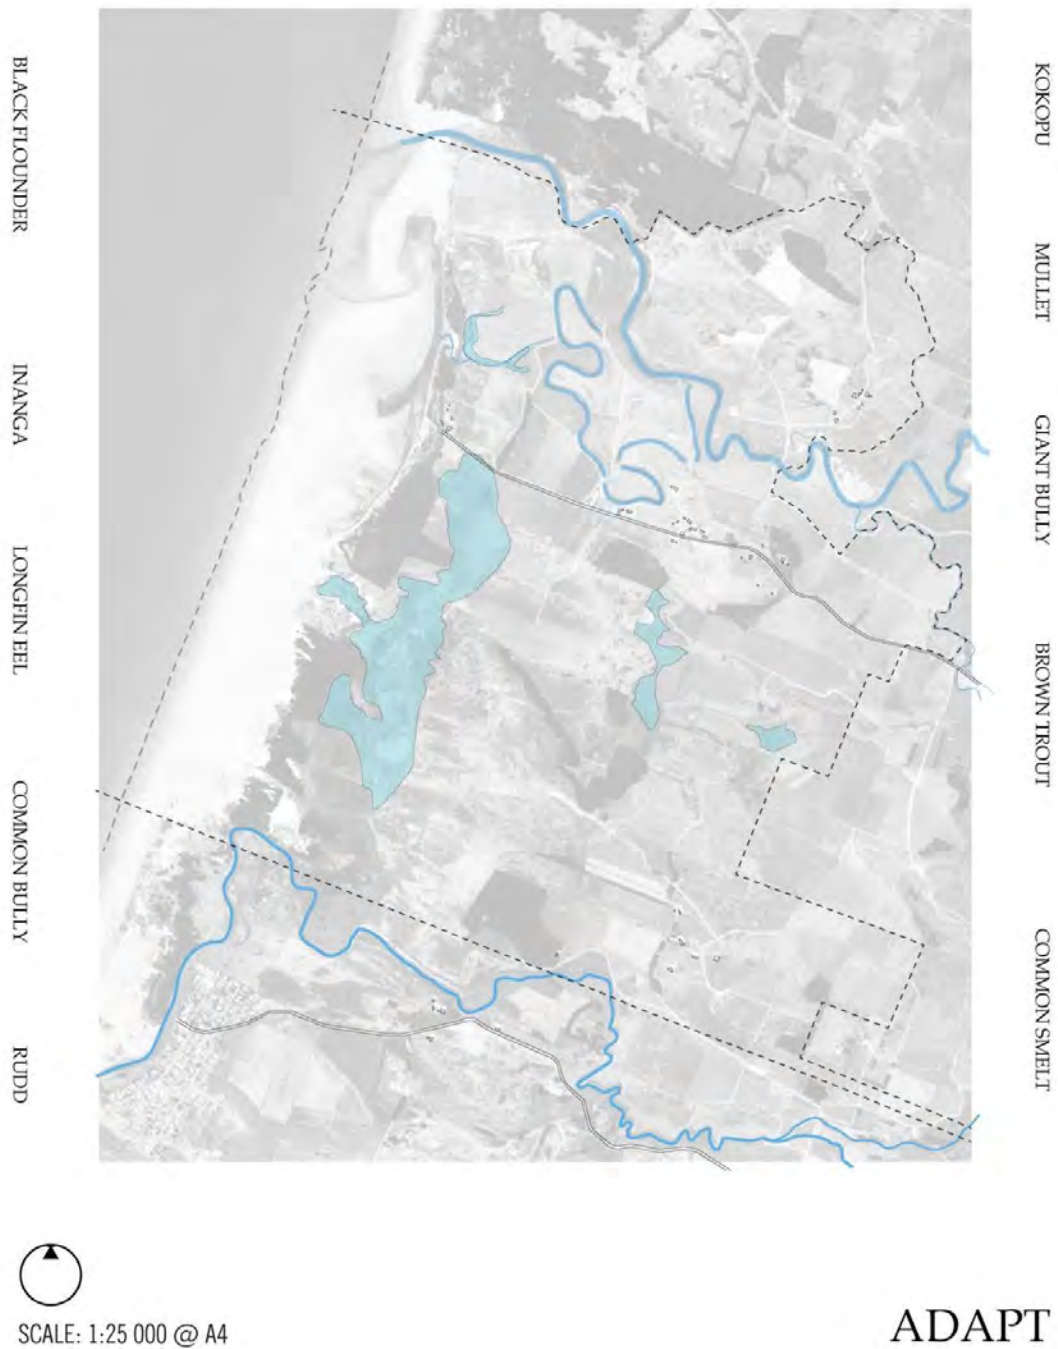 BLACK FLOUNDER
INANGA
LONGFIN EEL
COMMON BULLY
RUDD
KOKOPU
MULLET
GIANT BULLY
BROWN TROUT
COMMON SMELT
SCALE: 1:25 000 @ A4
ADAPT